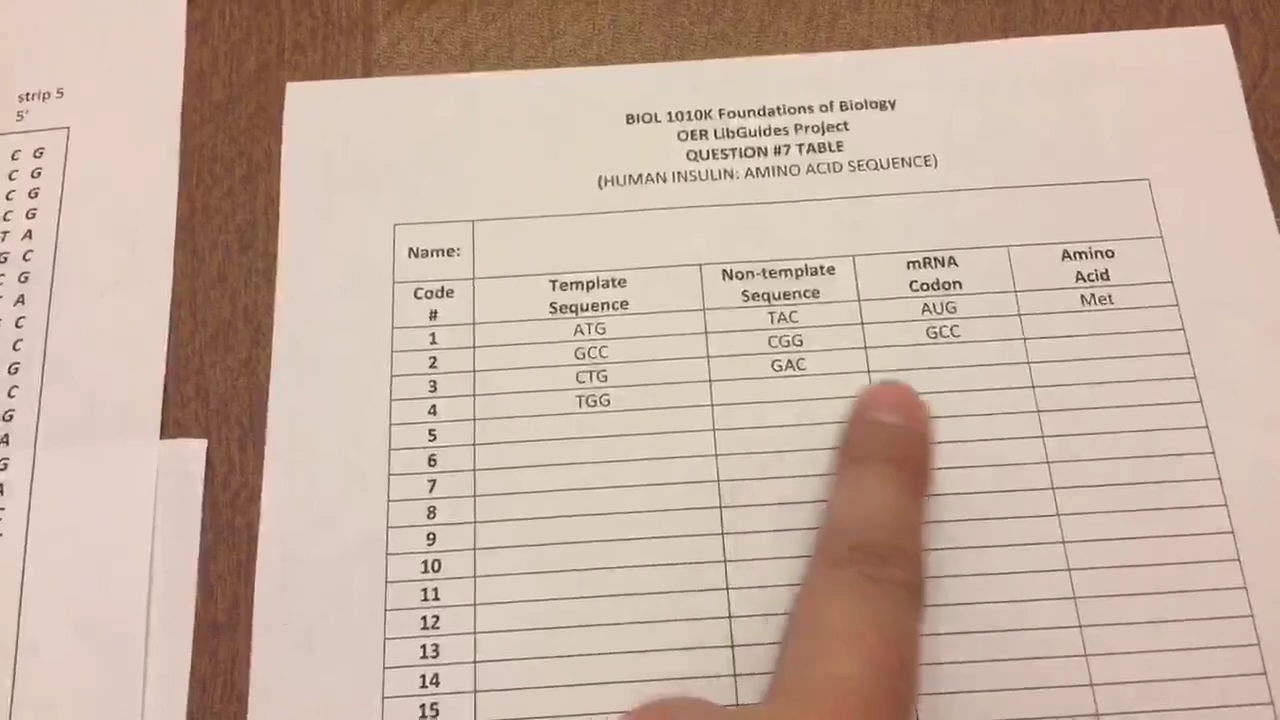 strip 5
5'
C G
C G
C G
C G
T A
G C
C G
A
C
C
G
C
G
A
G
BIOL 1010K Foundations of Biology
OER LibGuides Project
QUESTION #7 TABLE
(HUMAN INSULIN: AMINO ACID SEQUENCE)
Name:
Code # Template Sequence Non-template Sequence mRNA Codon Amino Acid
1 ATG TAC AUG Met
2 GCC CGG GCC
3 CTG GAC
4 TGG
5
6
7
8
9
10
11
12
13
14
15